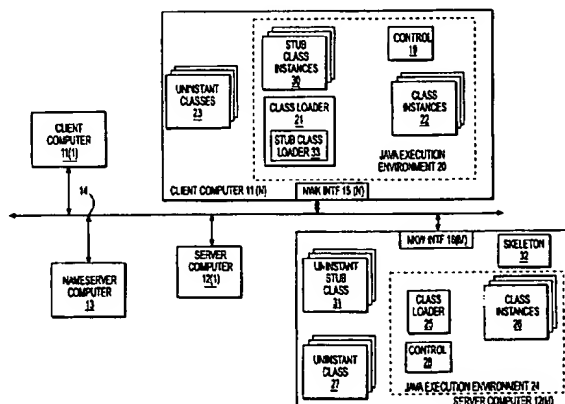 STUB
CLASS
INSTANCES
30
CONTROL
19
UNINSTANT
CLASSES
23
CLASS LOADER
21
STUB CLASS
LOADER 33
CLASS
INSTANCES
22
JAVA EXECUTION
ENVIRONMENT 20
CLIENT COMPUTER 11 (N)
NWK INTF 15 (N)
CLIENT
COMPUTER
11(1)
14
NAMESERVER
COMPUTER
13
SERVER
COMPUTER
12(1)
NKW INTF 16(M)
SKELETON
32
UNINSTANT
STUB
CLASS
31
CLASS
LOADER
25
CLASS
INSTANCES
26
CONTROL
28
UNINSTANT
CLASS
27
JAVA EXECUTION ENVIRONMENT 24
SERVER COMPUTER 12(M)